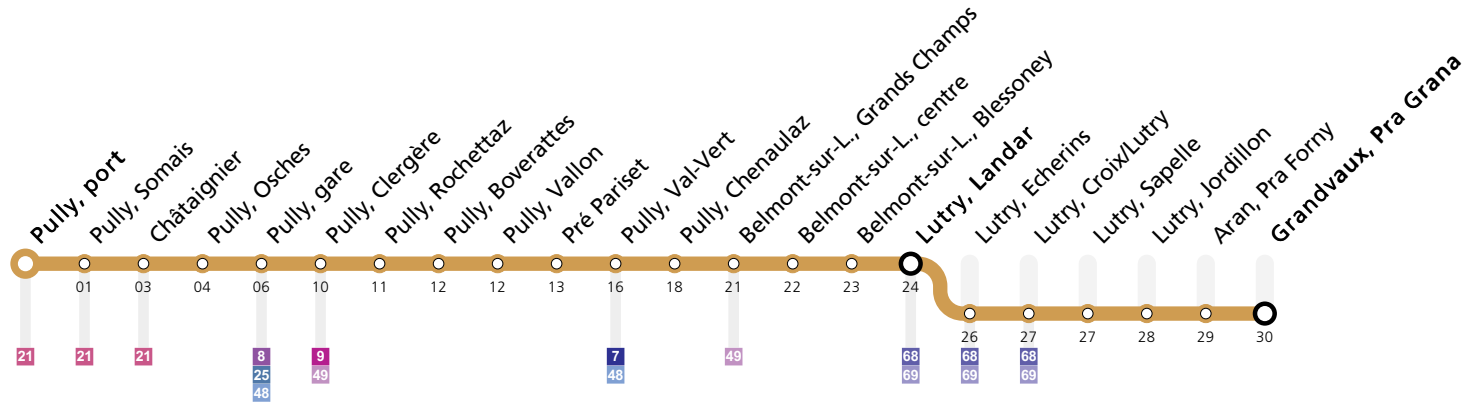 Pully, port
Pully, Somais
Châtaignier
Pully, Osches
Pully, gare
Pully, Clergère
Pully, Rochettaz
Pully, Boverattes
Pully, Vallon
Pré Pariset
Pully, Val-Vert
Pully, Chenaulaz
Belmont-sur-L., Grands Champs
Belmont-sur-L., centre
Belmont-sur-L., Blessoney
Lutry, Landar
Lutry, Echerins
Lutry, Croix/Lutry
Lutry, Sapelle
Lutry, Jordillon
Aran, Pra Forny
Grandvaux, Pra Grana
01 03 04 06 10 11 12 12 13 16 18 21 22 23 24
26 27 27 28 29 30
21 21 21 8 9 7 49 68 68 68
25 49 48 69 69 69
48